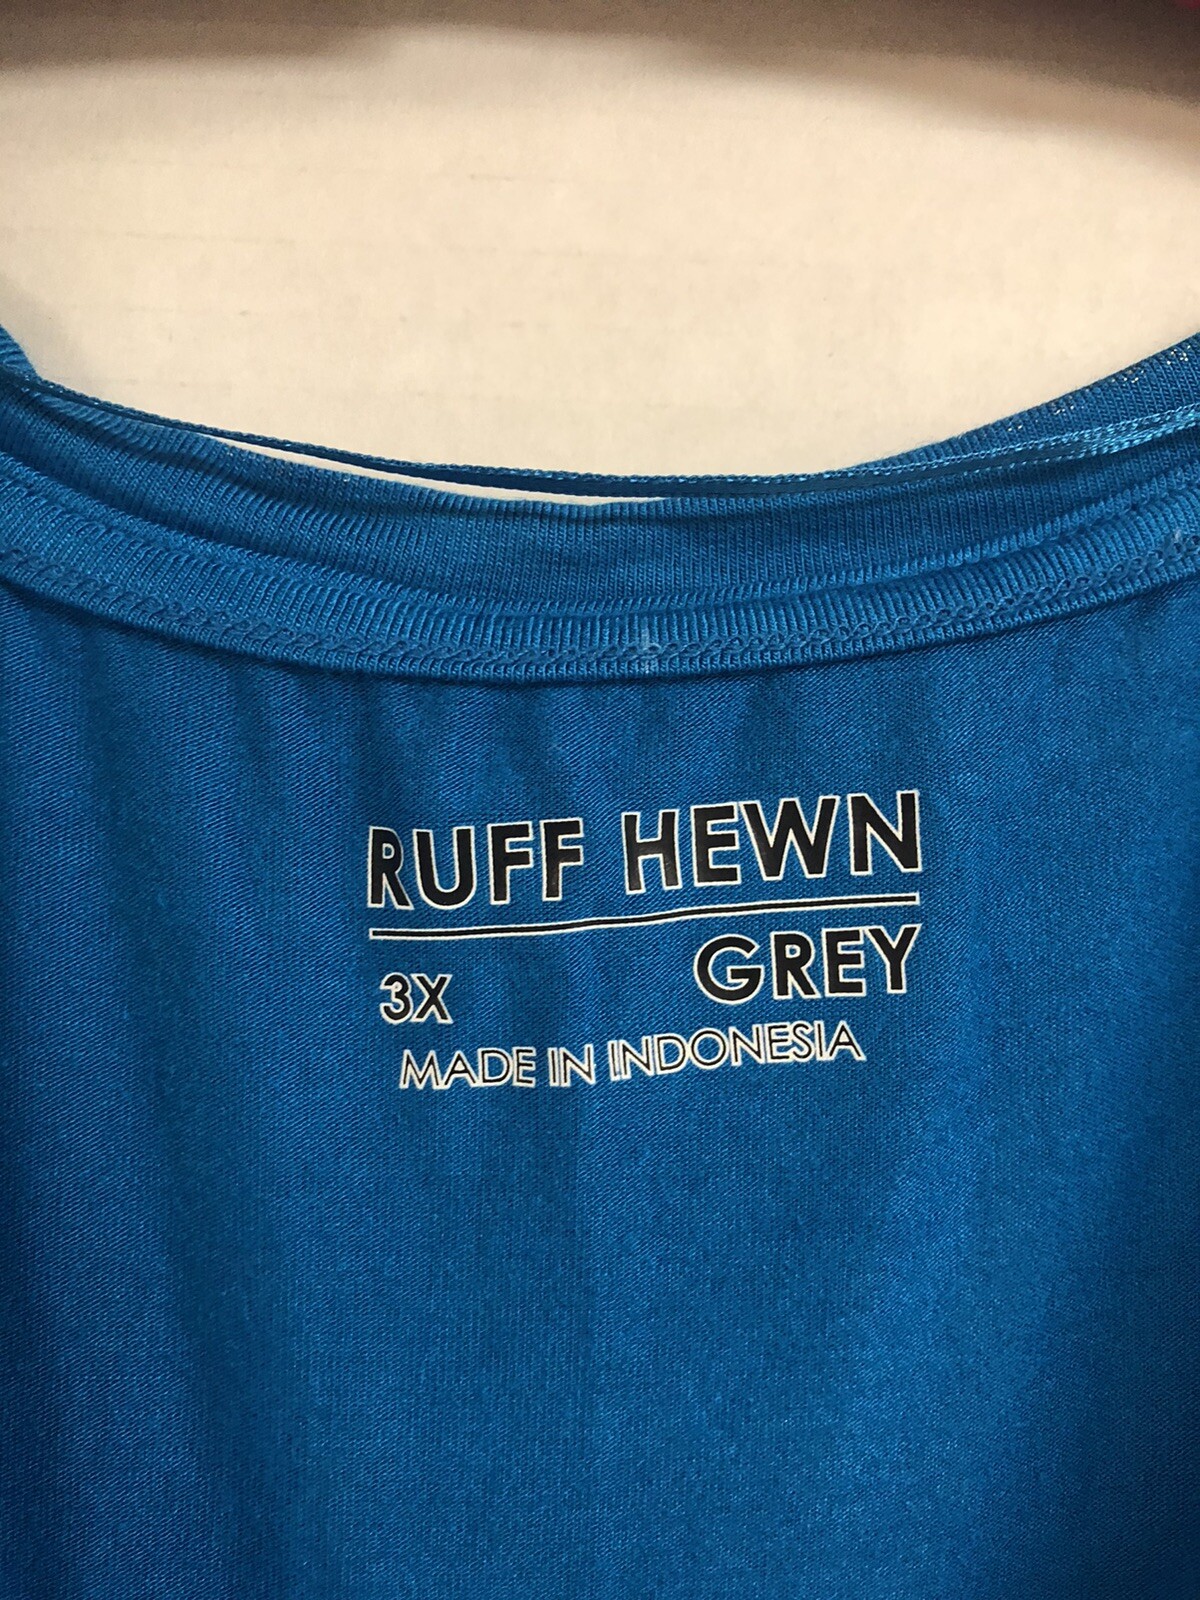 RUFF HEWN
GREY
3X
MADE IN INDONESIA